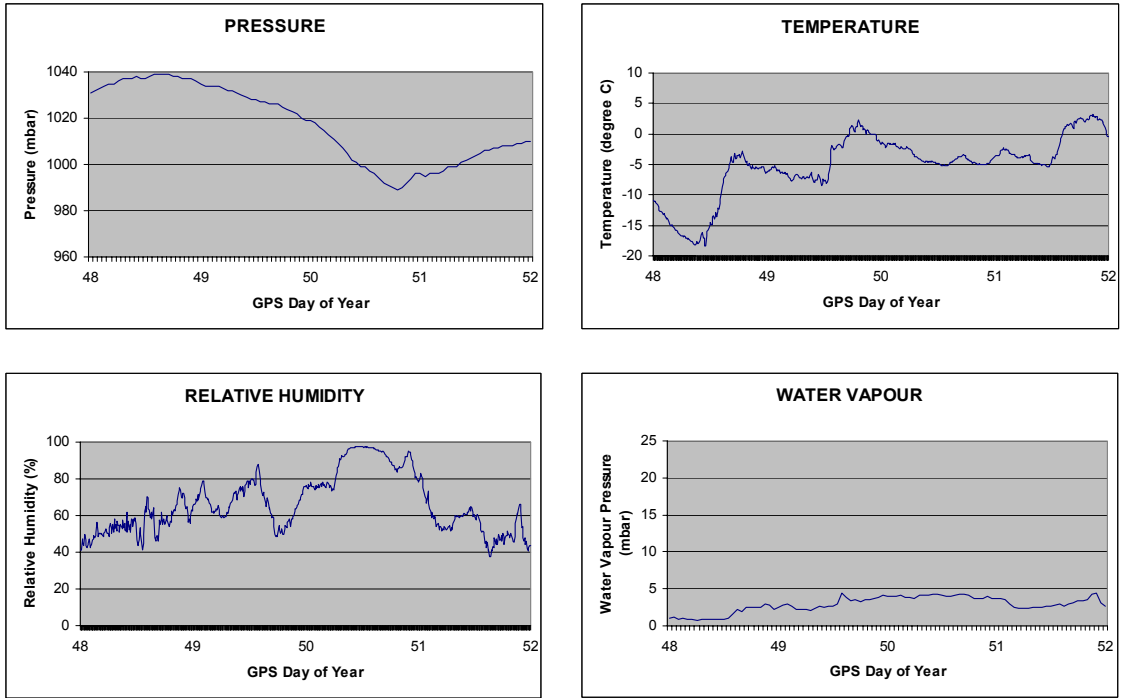 PRESSURE
Pressure (mbar)
1040
1020
1000
980
960
48 49 50 51 52
GPS Day of Year
TEMPERATURE
Temperature (degree C)
10
5
0
-5
-10
-15
-20
48 49 50 51 52
GPS Day of Year
RELATIVE HUMIDITY
Relative Humidity (%)
100
80
60
40
20
0
48 49 50 51 52
GPS Day of Year
WATER VAPOUR
Water Vapour Pressure
(mbar)
25
20
15
10
5
0
48 49 50 51 52
GPS Day of Year